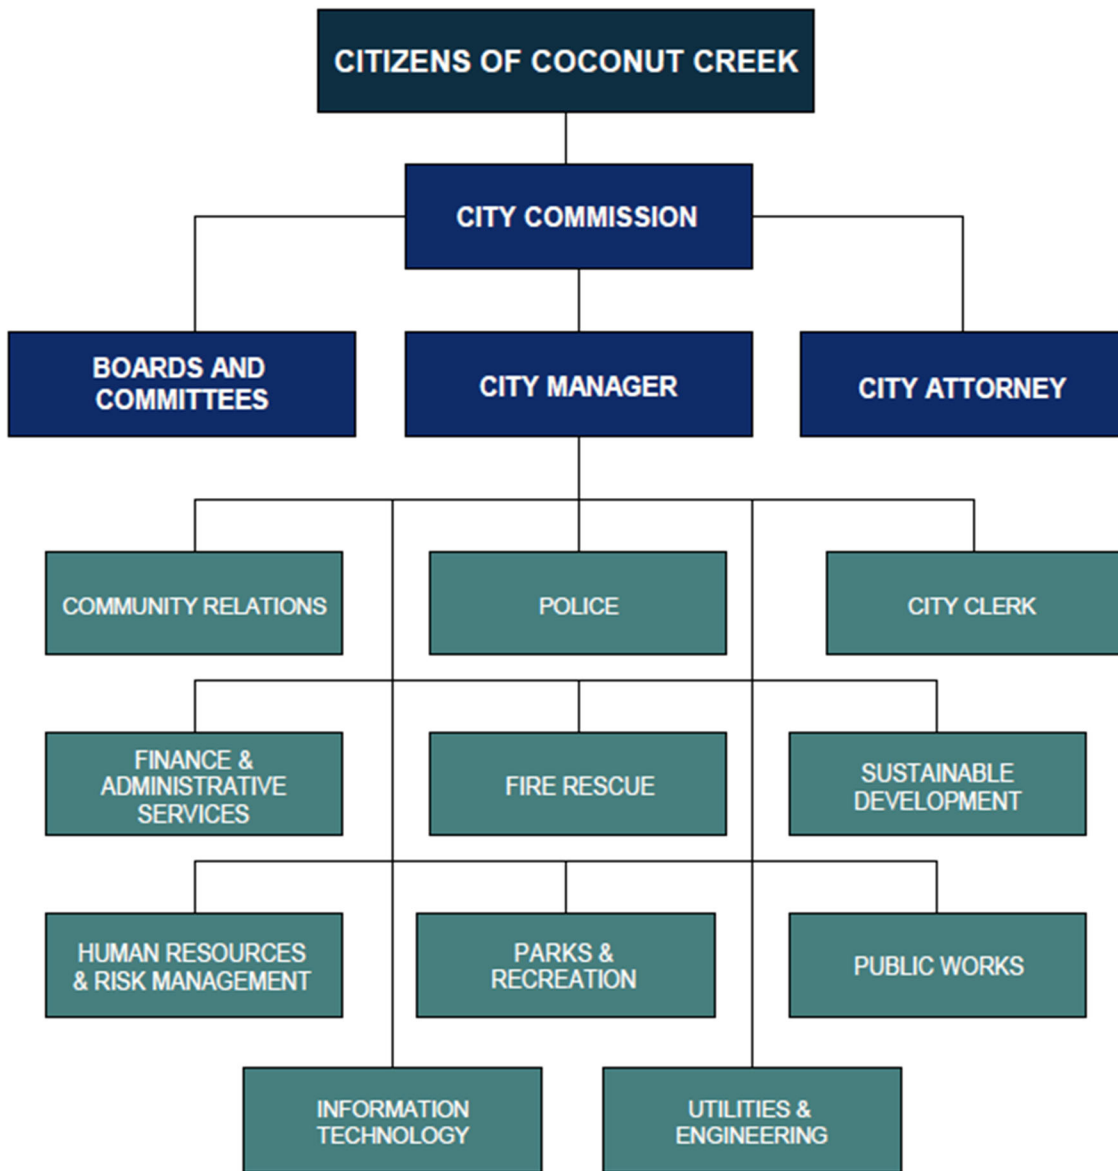 CITIZENS OF COCONUT CREEK
CITY COMMISSION
BOARDS AND
COMMITTEES
CITY MANAGER
CITY ATTORNEY
COMMUNITY RELATIONS
POLICE
CITY CLERK
FINANCE &
ADMINISTRATIVE
SERVICES
FIRE RESCUE
SUSTAINABLE
DEVELOPMENT
HUMAN RESOURCES
& RISK MANAGEMENT
PARKS &
RECREATION
PUBLIC WORKS
INFORMATION
TECHNOLOGY
UTILITIES &
ENGINEERING